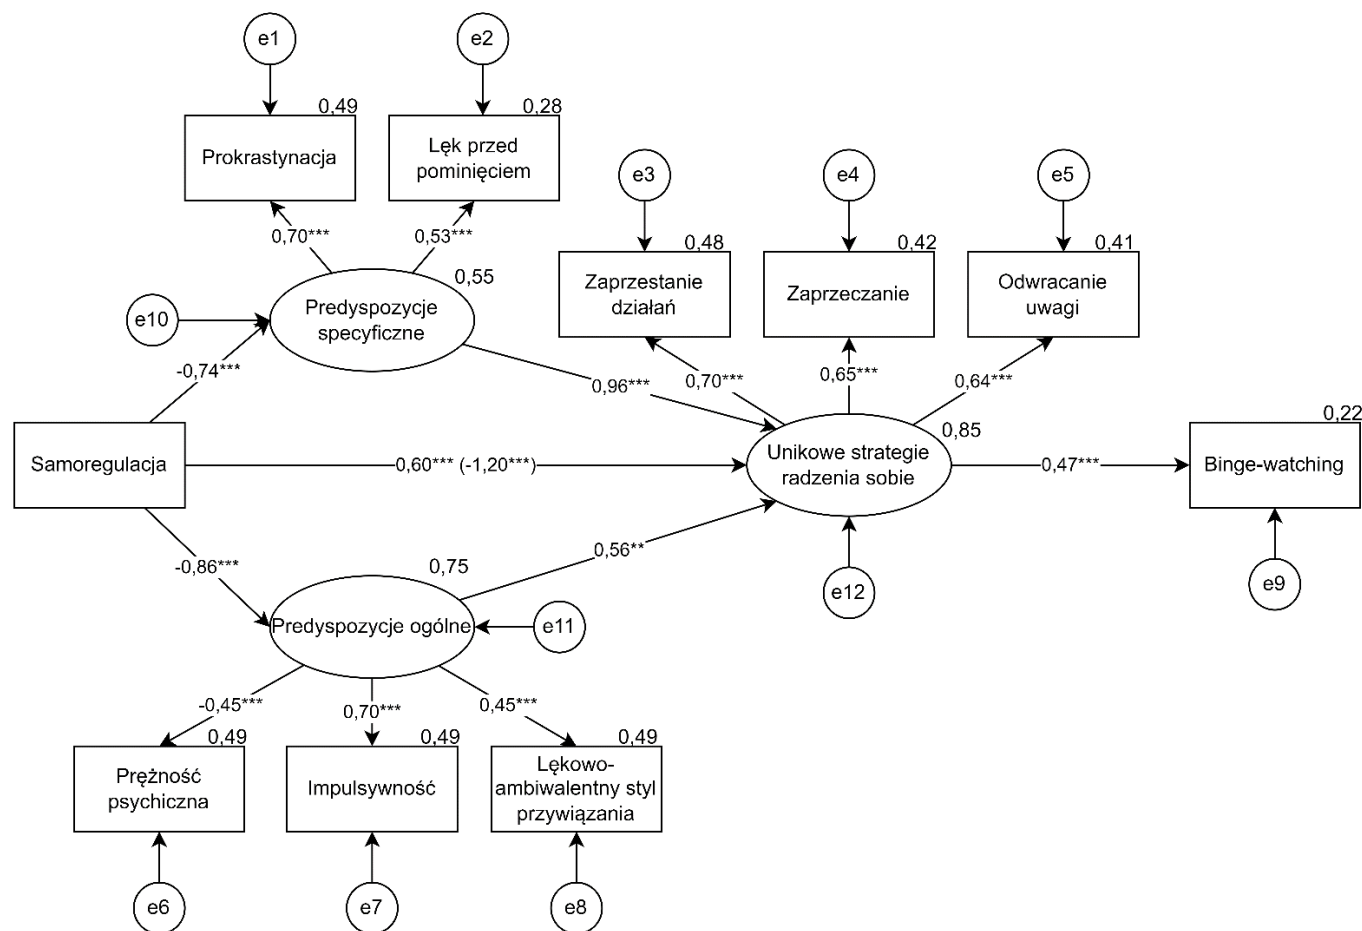 e1
e2
0,49
0,28
Prokrastynacja
Lęk przed
pominięciem
e3
e4
e5
0,70***
0,53***
0,48
0,42
0,41
Zaprzestanie
działań
Zaprzeczanie
Odwracanie
uwagi
e10
Predyspozycje
specyficzne
0,55
-0,74***
0,96***
0,70***
0,65***
0,64***
Samoregulacja
0,60*** (-1,20***)
Unikowe strategie
radzenia sobie
0,85
0,47***
0,22
Binge-watching
-0,86***
0,56**
0,75
e12
e9
Predyspozycje ogólne
e11
-0,45***
0,70***
0,45***
0,49
0,49
0,49
Prężność
psychiczna
Impulsywność
Lękowo-
ambiwalentny styl
przywiązania
e6
e7
e8